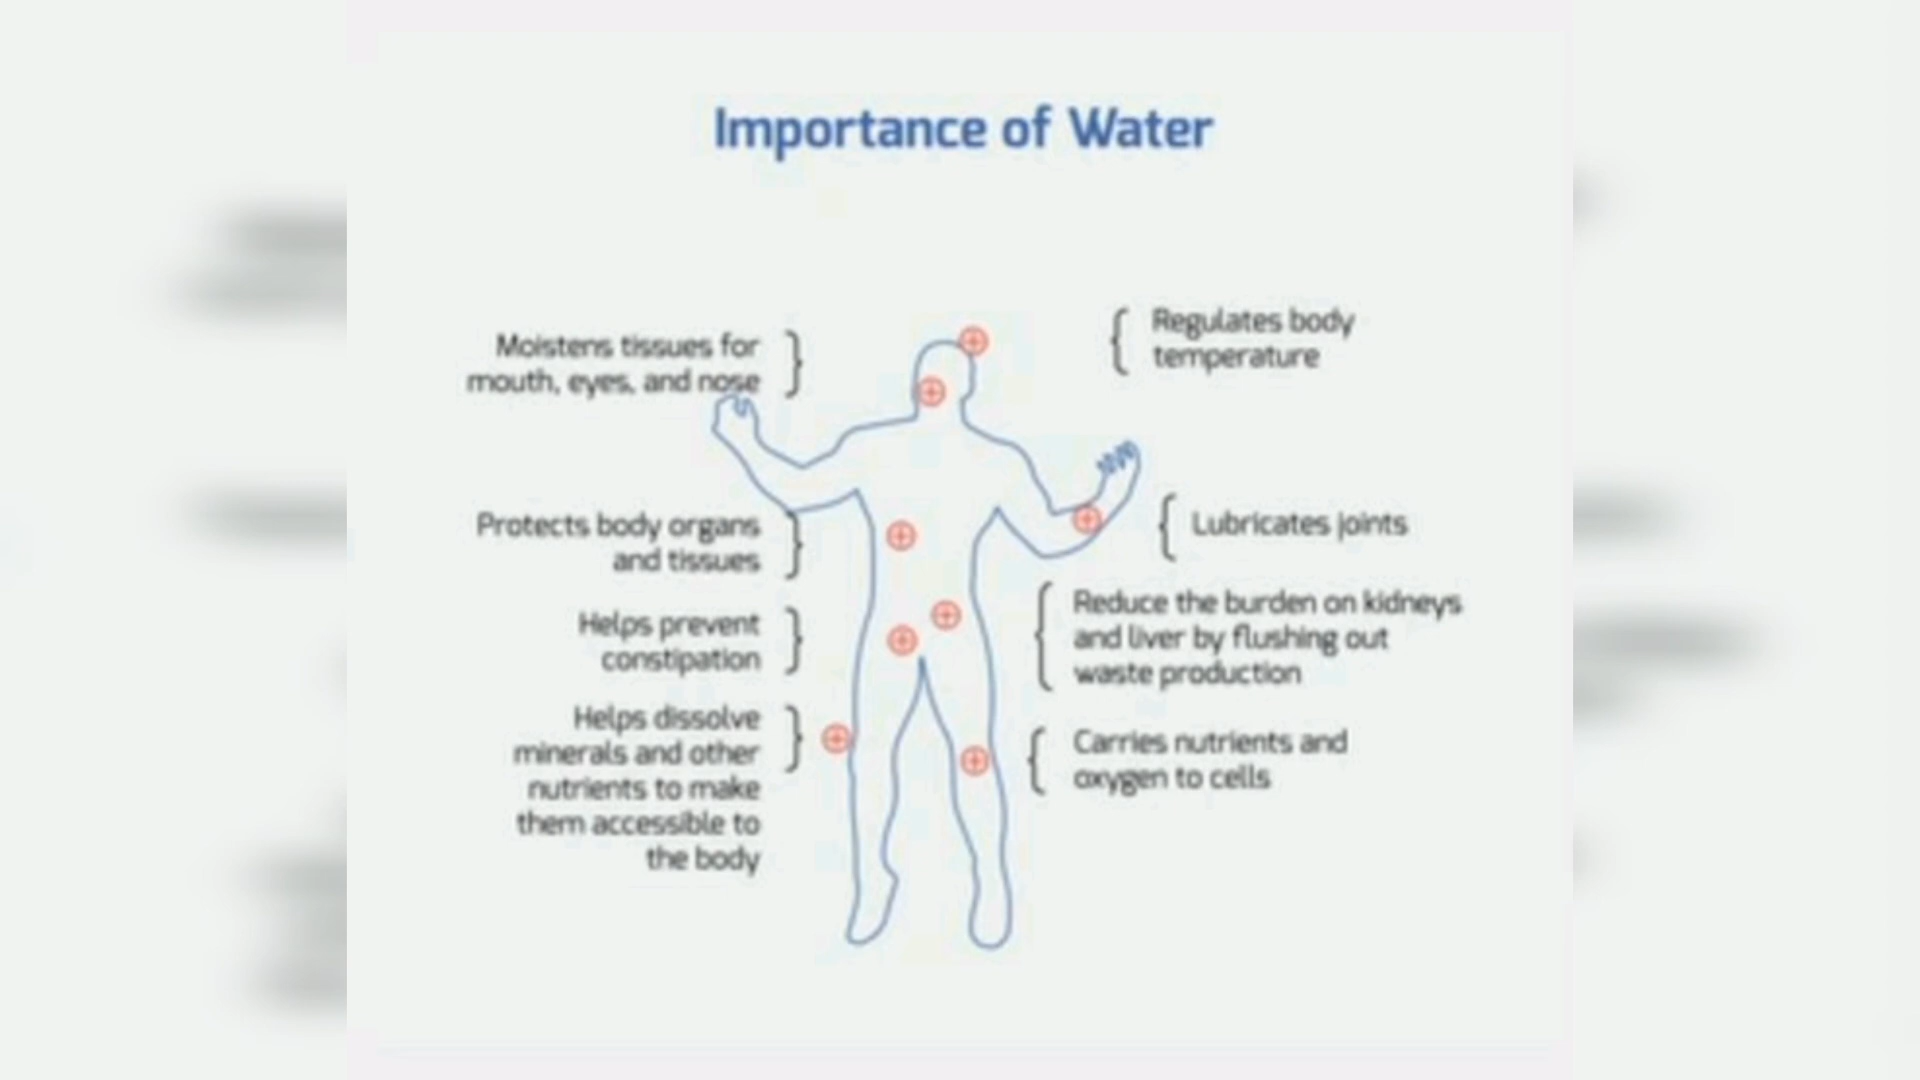 Importance of Water
Moistens tissues for
mouth, eyes, and nose
Protects body organs
and tissues
Helps prevent
constipation
Helps dissolve
minerals and other
nutrients to make
them accessible to
the body
Regulates body
temperature
Lubricates joints
Reduce the burden on kidneys
and liver by flushing out
waste production
Carries nutrients and
oxygen to cells